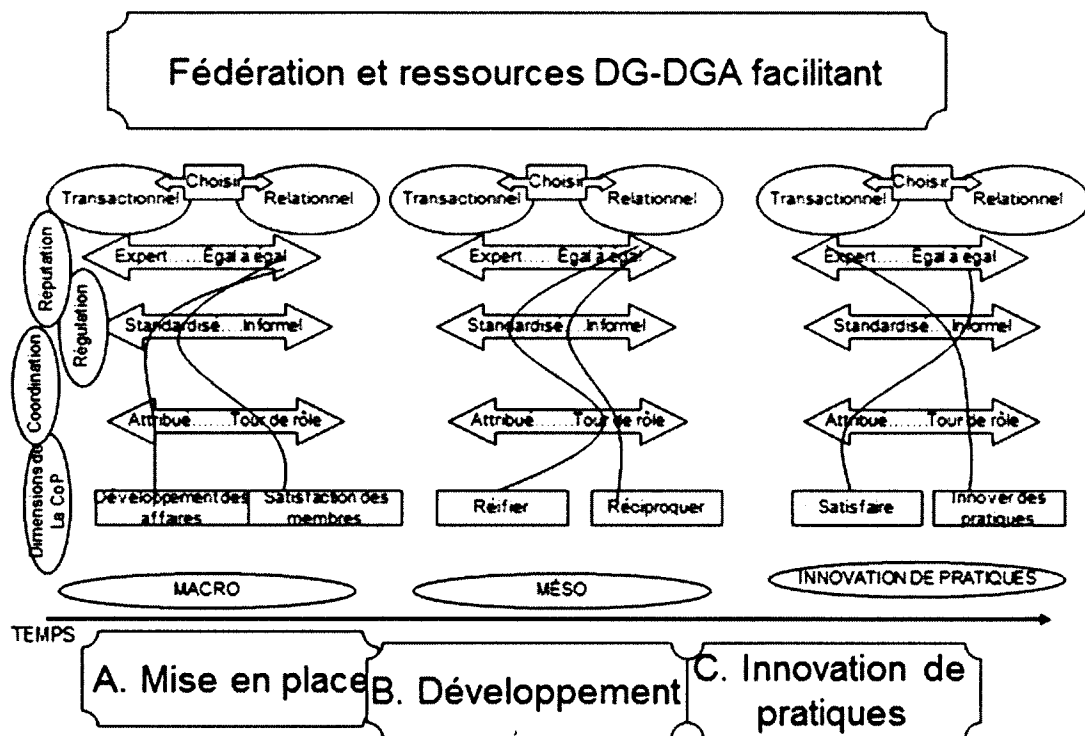 Fédération et ressources DG-DGA facilitant
Transactionnel
Choisir
Relationnel
Transactionnel
Choisir
Relationnel
Transactionnel
Choisir
Relationnel
Reputation
Régulation
Coordination
Dimensions de
La CoP
Expert......Égal à égal
Expert......Égal à égal
Expert......Égal à égal
Standardisé....Informel
Standardisé....Informel
Standardisé....Informel
Attribué........Tour de rôle
Attribué........Tour de rôle
Attribué........Tour de rôle
Développement des
affaires
Satisfaction des
membres
Réifier
Réciproquer
Satisfaire
Innover des
pratiques
MACRO
MÉSO
INNOVATION DE PRATIQUES
TEMPS
A. Mise en place
B. Développement
C. Innovation de
pratiques